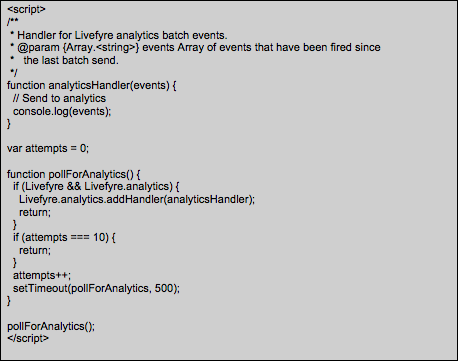 <script>
/**
 * Handler for Livefyre analytics batch events.
 * @param {Array.<string>} events Array of events that have been fired since
 *   the last batch send.
 */
function analyticsHandler(events) {
  // Send to analytics
  console.log(events);
}

var attempts = 0;

function pollForAnalytics() {
  if (Livefyre && Livefyre.analytics) {
    Livefyre.analytics.addHandler(analyticsHandler);
    return;
  }
  if (attempts === 10) {
    return;
  }
  attempts++;
  setTimeout(pollForAnalytics, 500);
}

pollForAnalytics();
</script>